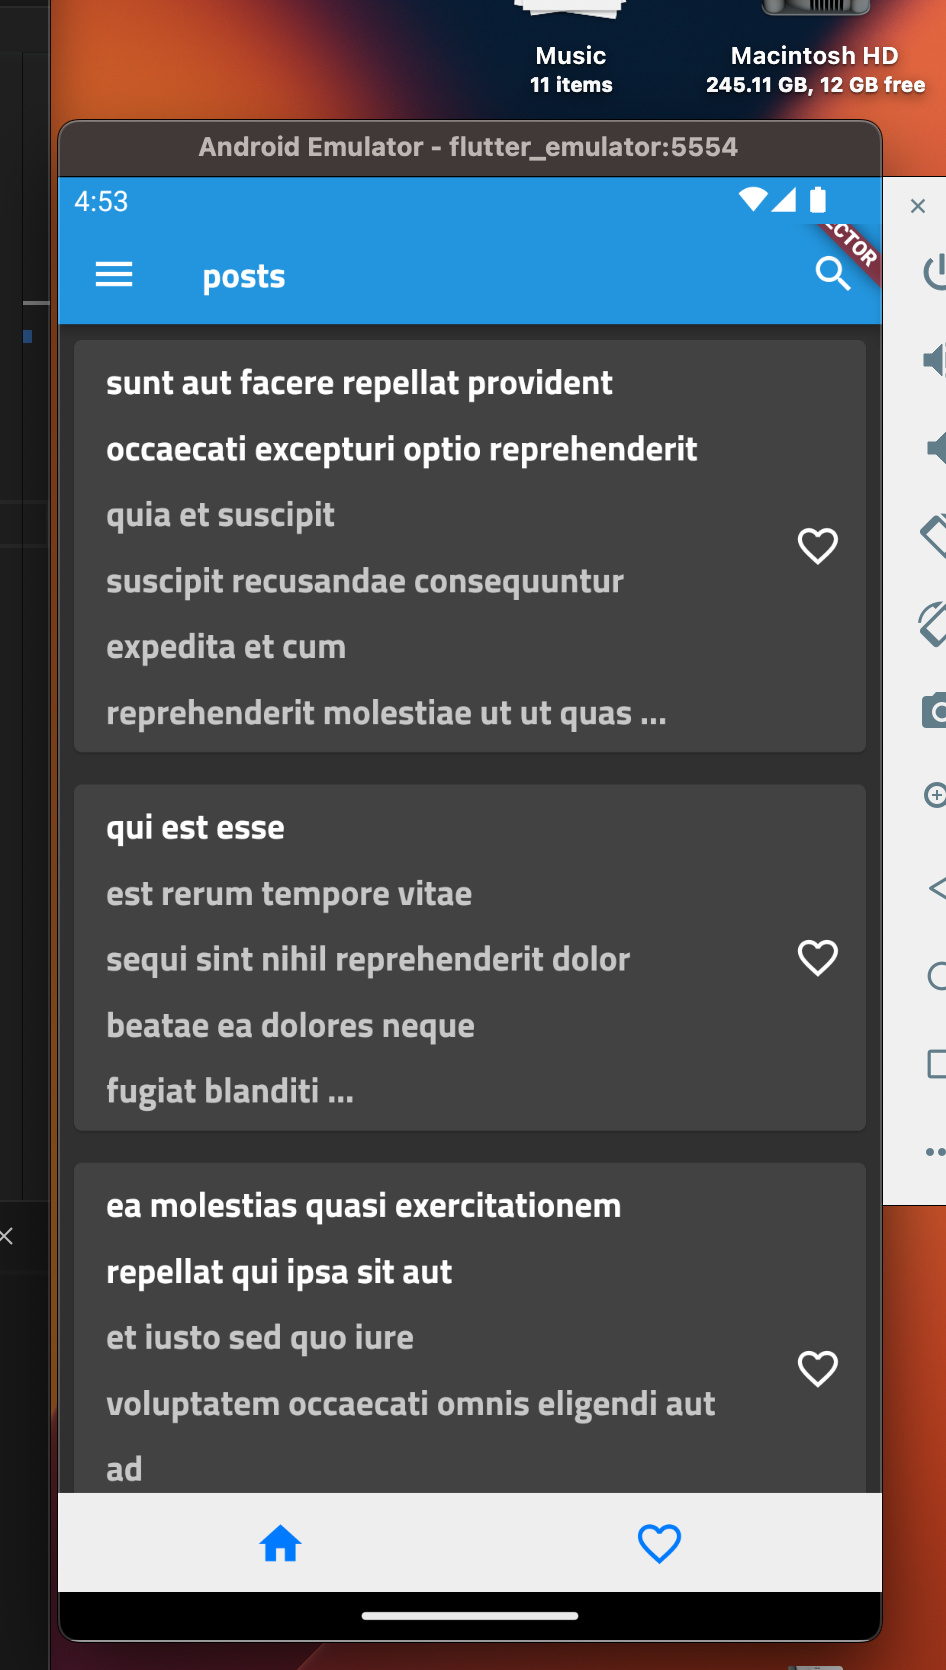 Music
11 items
Macintosh HD
245.11 GB, 12 GB free
Android Emulator - flutter_emulator:5554
4:53
posts
sunt aut facere repellat provident
occaecati excepturi optio reprehenderit
quia et suscipit
suscipit recusandae consequuntur
expedita et cum
reprehenderit molestiae ut ut quas ...
qui est esse
est rerum tempore vitae
sequi sint nihil reprehenderit dolor
beatae ea dolores neque
fugiat blanditi ...
ea molestias quasi exercitationem
repellat qui ipsa sit aut
et iusto sed quo iure
voluptatem occaecati omnis eligendi aut
ad